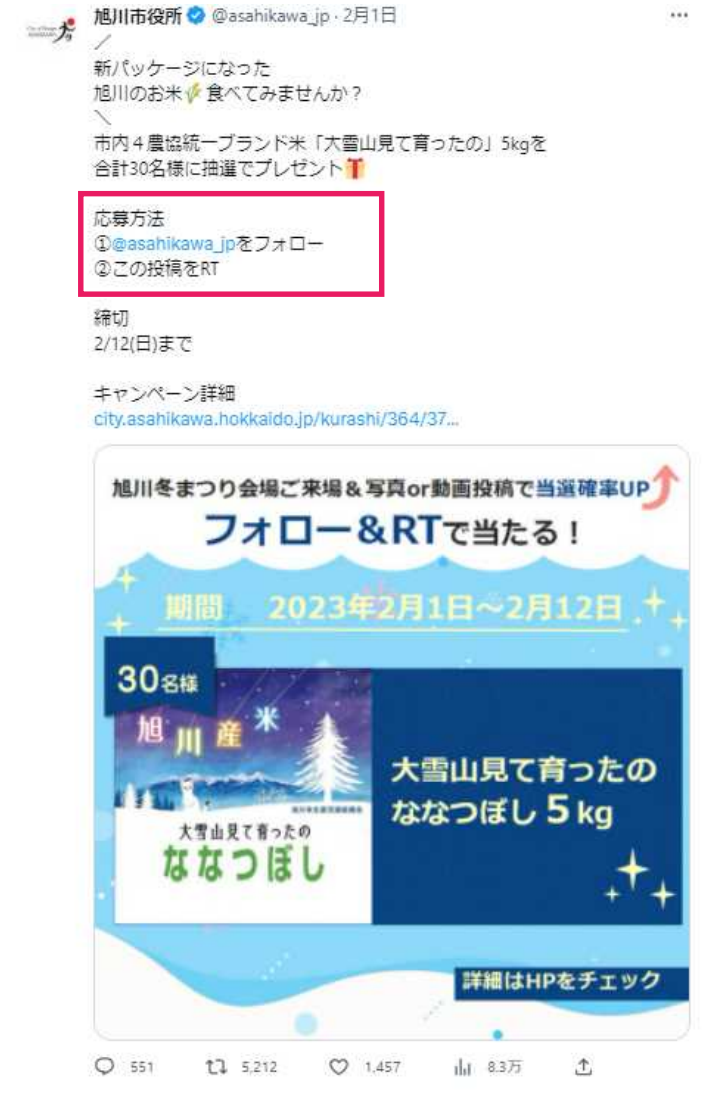 旭川市役所 @asahikawa_jp · 2月1日
／
新パッケージになった
旭川のお米🌾食べてみませんか？
＼
市内４農協統一ブランド米「大雪山見て育ったの」5kgを
合計30名様に抽選でプレゼント🎁
応募方法
①@asahikawa_jpをフォロー
②この投稿をRT
締切
2/12(日)まで
キャンペーン詳細
city.asahikawa.hokkaido.jp/kurashi/364/37...
旭川冬まつり会場ご来場＆写真or動画投稿で当選確率UP
フォロー＆RTで当たる！
期間 2023年2月1日～2月12日
30名様
旭川産米
大雪山見て育ったの
ななつぼし
大雪山見て育ったの
ななつぼし 5 kg
詳細はHPをチェック
551 5,212 1,457 8.3万